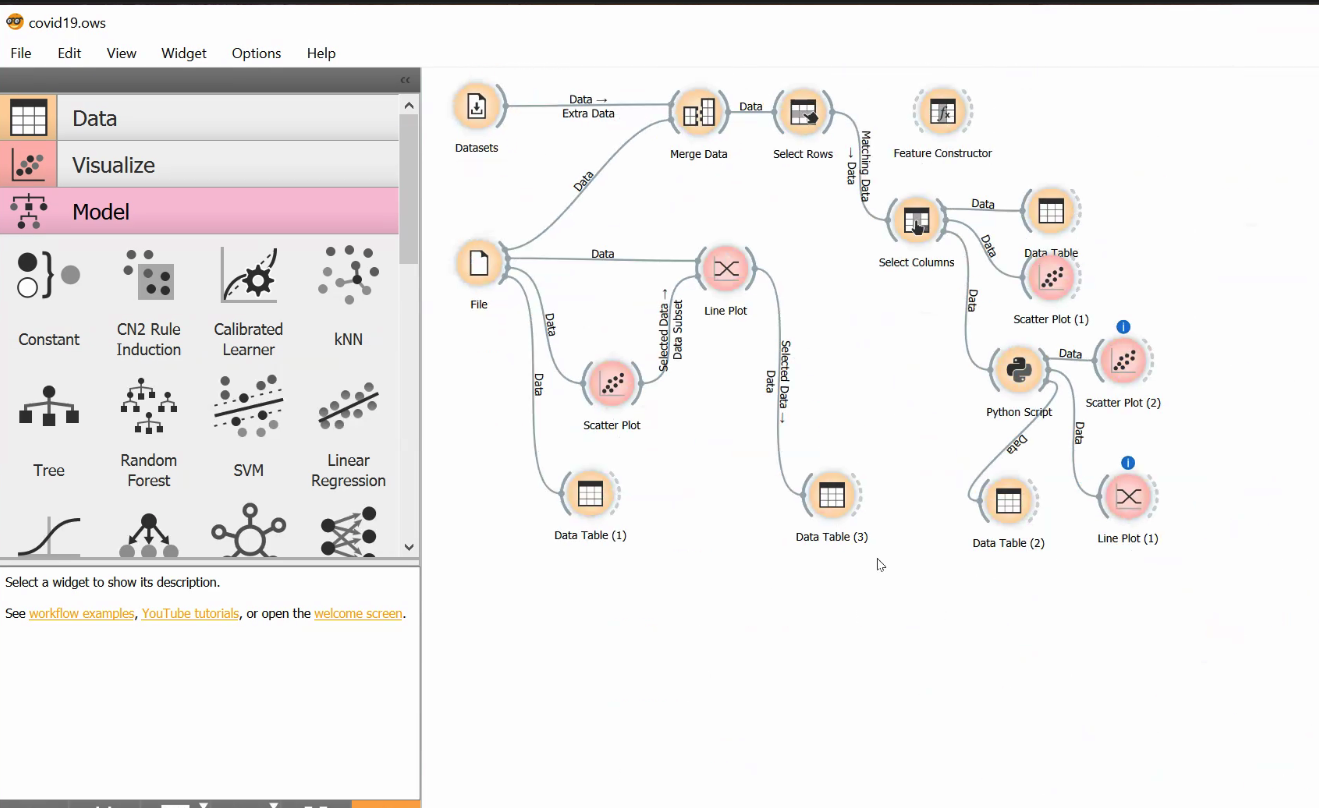 covid19.ows
File Edit View Widget Options Help
Data
Visualize
Model
Constant
CN2 Rule
Induction
Calibrated
Learner
kNN
Tree
Random
Forest
SVM
Linear
Regression
Select a widget to show its description.
See workflow examples, YouTube tutorials, or open the welcome screen.
Datasets
Data →
Extra Data
Merge Data
Data
Select Rows
Matching Data
→ Data
Feature Constructor
Data
File
Data
Line Plot
Select Columns
Data
Data Table
Data
Scatter Plot (1)
Data
Selected Data →
Data Subset
Scatter Plot
Data
Data Table (1)
Selected Data →
Data
Data Table (3)
Data
Python Script
Data
Scatter Plot (2)
Data
Data
Data Table (2)
Line Plot (1)